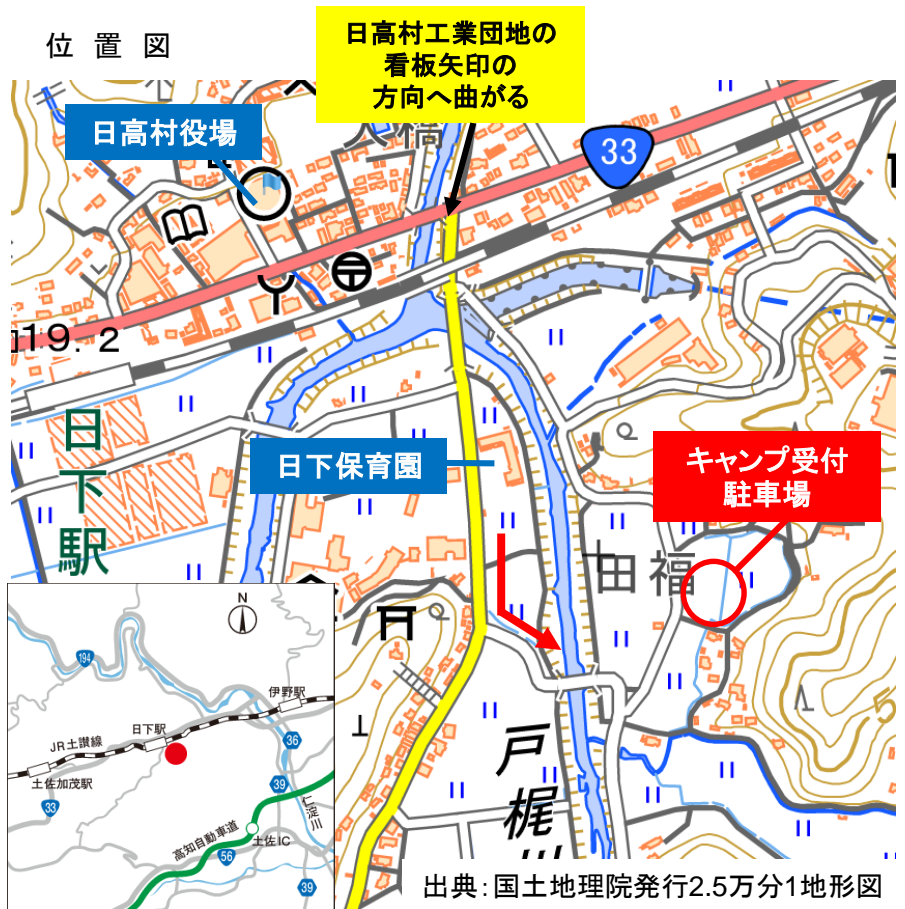 位置図
日高村工業団地の
看板矢印の
方向へ曲がる
日高村役場
33
19.2
日下駅
日下保育園
キャンプ受付
駐車場
田福
戸梶川
N
194
伊野駅
日下駅
JR土讃線
36
土佐加茂駅
39
33
仁淀川
高知自動車道
土佐IC
56
39
出典:国土地理院発行2.5万分1地形図